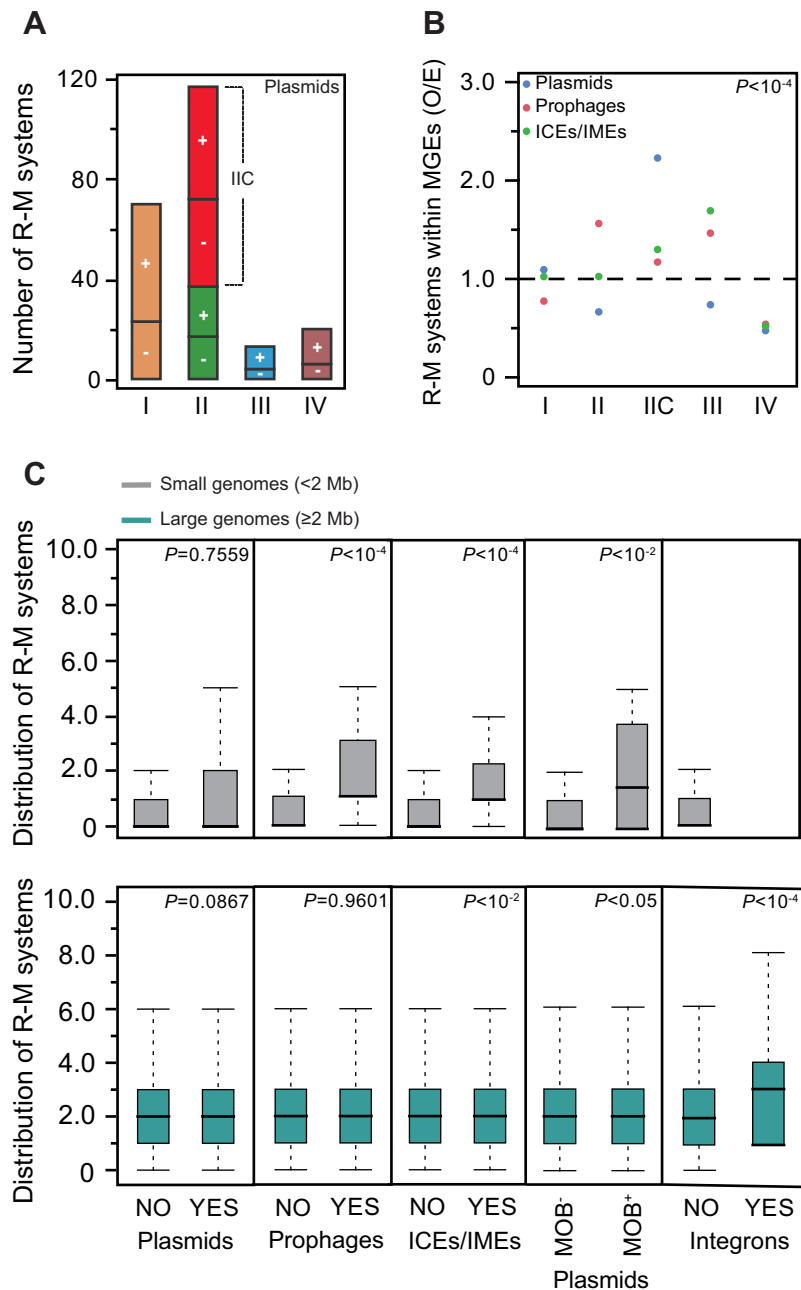 A
Number of R-M systems
120
80
40
0
Plasmids
+
-
+
-
IIC
+
-
+
-
+
-
I II III IV
B
R-M systems within MGEs (O/E)
3.0
2.0
1.0
0
Plasmids
Prophages
ICEs/IMEs
P<10-4
I II IIC III IV
C
Small genomes (<2 Mb)
Large genomes (≥2 Mb)
Distribution of R-M systems
10.0
8.0
6.0
4.0
2.0
0
P=0.7559
P<10-4
P<10-4
P<10-2
Distribution of R-M systems
10.0
8.0
6.0
4.0
2.0
0
P=0.0867
P=0.9601
P<10-2
P<0.05
P<10-4
NO YES
Plasmids
NO YES
Prophages
NO YES
ICEs/IMEs
MOB-
MOB+
Plasmids
NO YES
Integrons